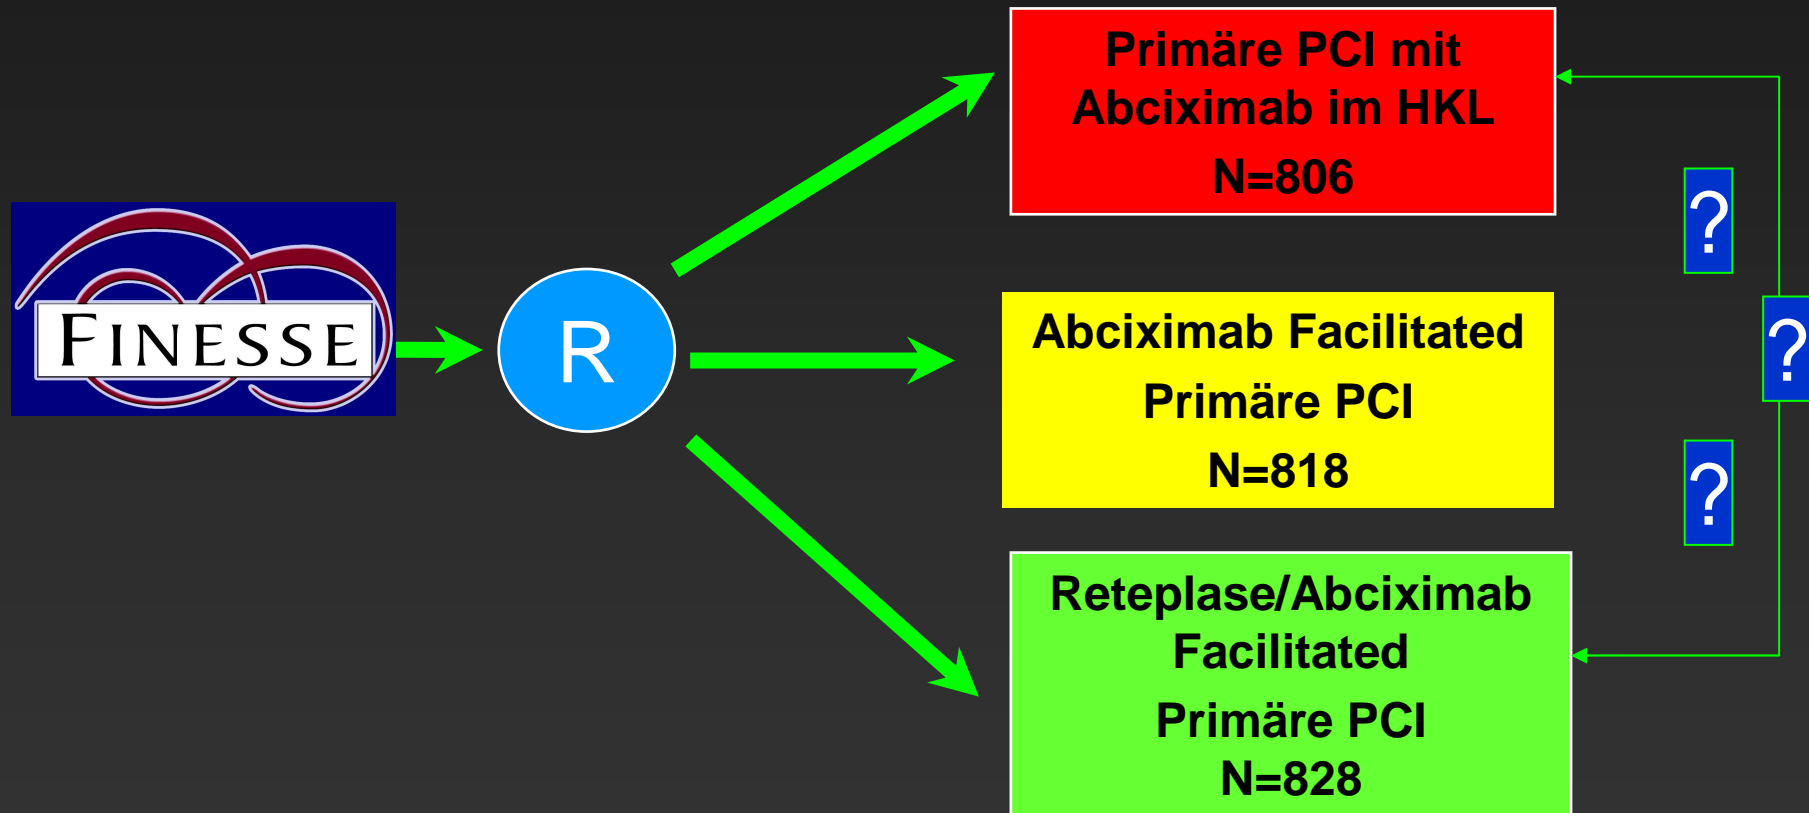 FINESSE
R
Primäre PCI mit
Abciximab im HKL
N=806
Abciximab Facilitated
Primäre PCI
N=818
Reteplase/Abciximab
Facilitated
Primäre PCI
N=828
?
?
?